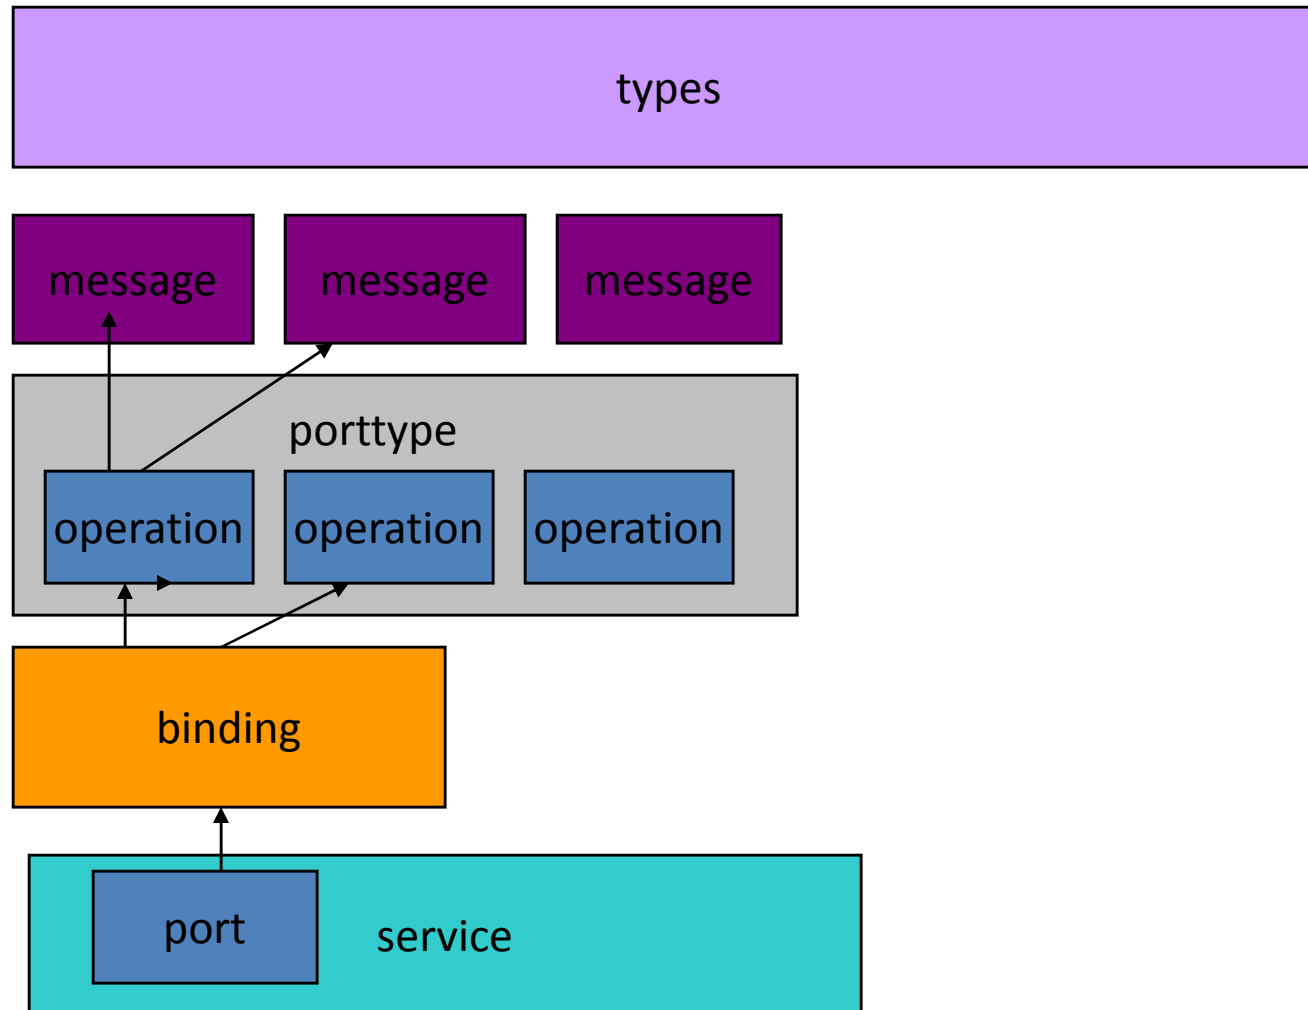 types
message message message
porttype
operation operation operation
binding
port
service